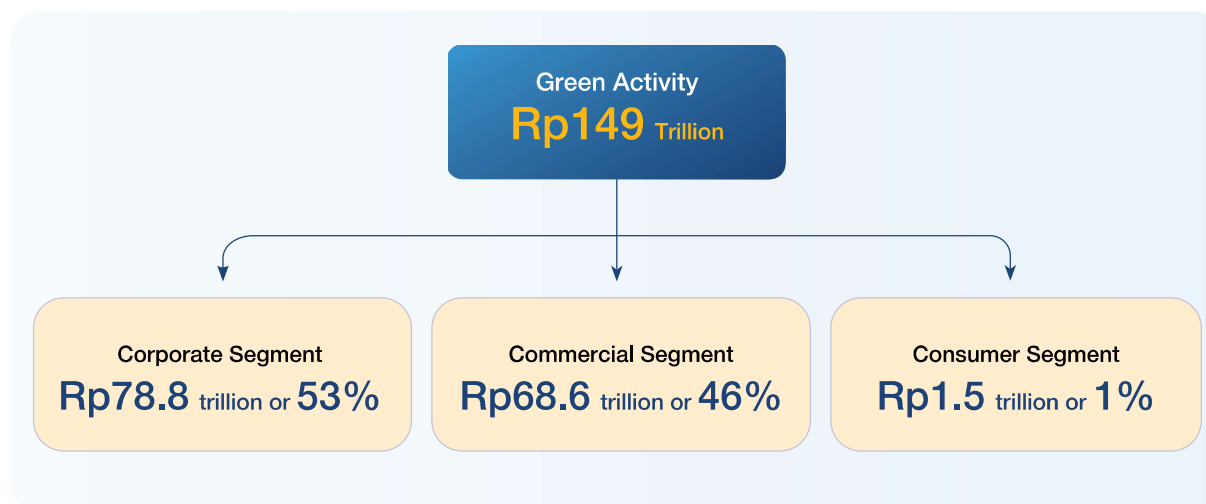 Green Activity
Rp149 Trillion
Corporate Segment
Rp78.8 trillion or 53%
Commercial Segment
Rp68.6 trillion or 46%
Consumer Segment
Rp1.5 trillion or 1%